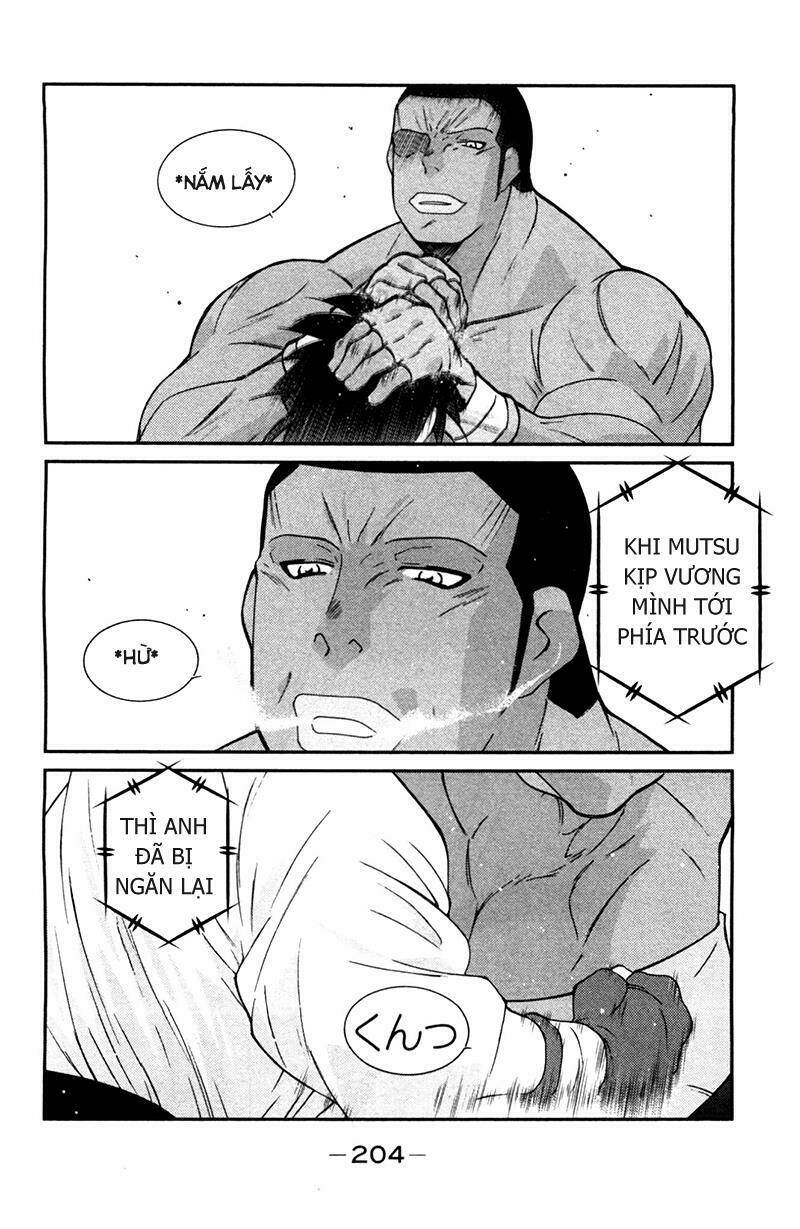 *NẮM LẤY*
KHI MUTSU
KỊP VƯƠNG
MÌNH TỚI
PHÍA TRƯỚC
*HỪ*
THÌ ANH
ĐÃ BỊ
NGĂN LẠI
くんっ
-204-